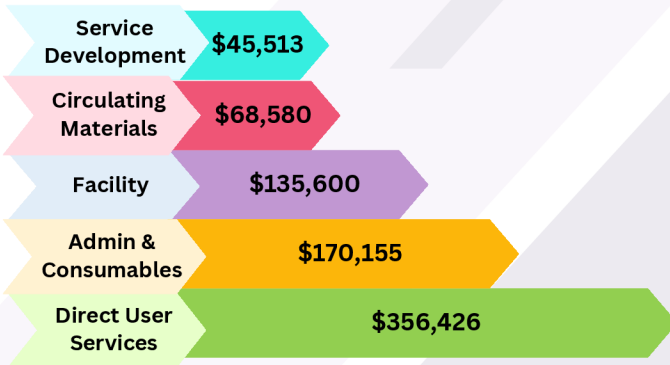 Service
Development
$45,513
Circulating
Materials
$68,580
Facility
$135,600
Admin &
Consumables
$170,155
Direct User
Services
$356,426